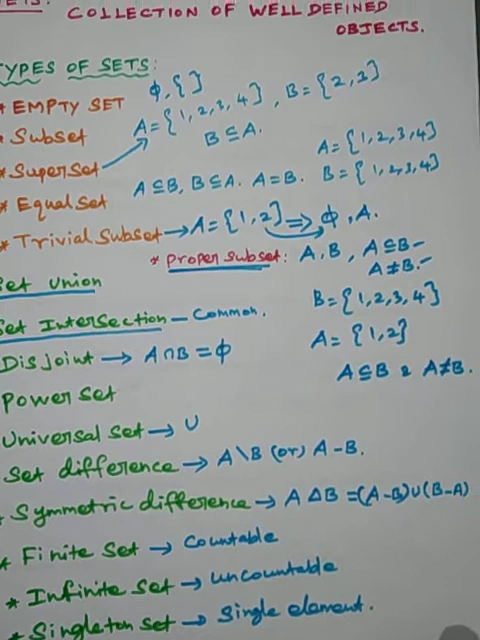 COLLECTION OF WELL DEFINED
OBJECTS.
TYPES OF SETS:
* EMPTY SET φ, { }
* Subset A = {1, 2, 3, 4}, B = {2, 3}
B ⊆ A.
* Superset
A = {1, 2, 3, 4}
A ⊆ B, B ⊆ A. A = B. B = {1, 2, 3, 4}
* Equal Set
* Trivial Subset → A = {1, 2} ⇒ φ, A.
* Proper subset: A, B, A ⊆ B -
A ≠ B. -
Set Union
B = {1, 2, 3, 4}
Set Intersection - Common.
A = {1, 2}
Disjoint → A ∩ B = φ
A ⊆ B & A ≠ B.
Power Set
Universal Set → U
Set difference → A \ B (or) A - B.
Symmetric difference → A Δ B = (A - B) ∪ (B - A)
* Finite Set → Countable
* Infinite Set → uncountable
* Singleton Set → Single element.